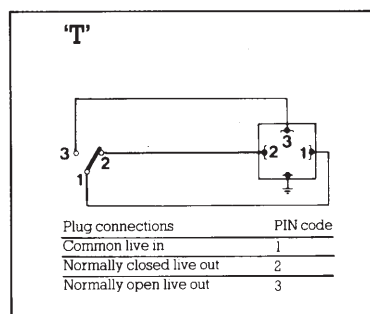 'T'
3
3
2
2
1
1
Plug connections PIN code
Common live in 1
Normally closed live out 2
Normally open live out 3